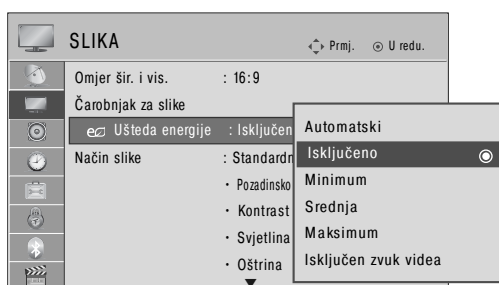 SLIKA
Prmj. U redu.
Omjer šir. i vis. : 16:9
Čarobnjak za slike
Ušteda energije : Isključen
Način slike : Standardn
• Pozadinsko
• Kontrast
• Svjetlina
• Oštrina
Automatski
Isključeno
Minimum
Srednja
Maksimum
Isključen zvuk videa